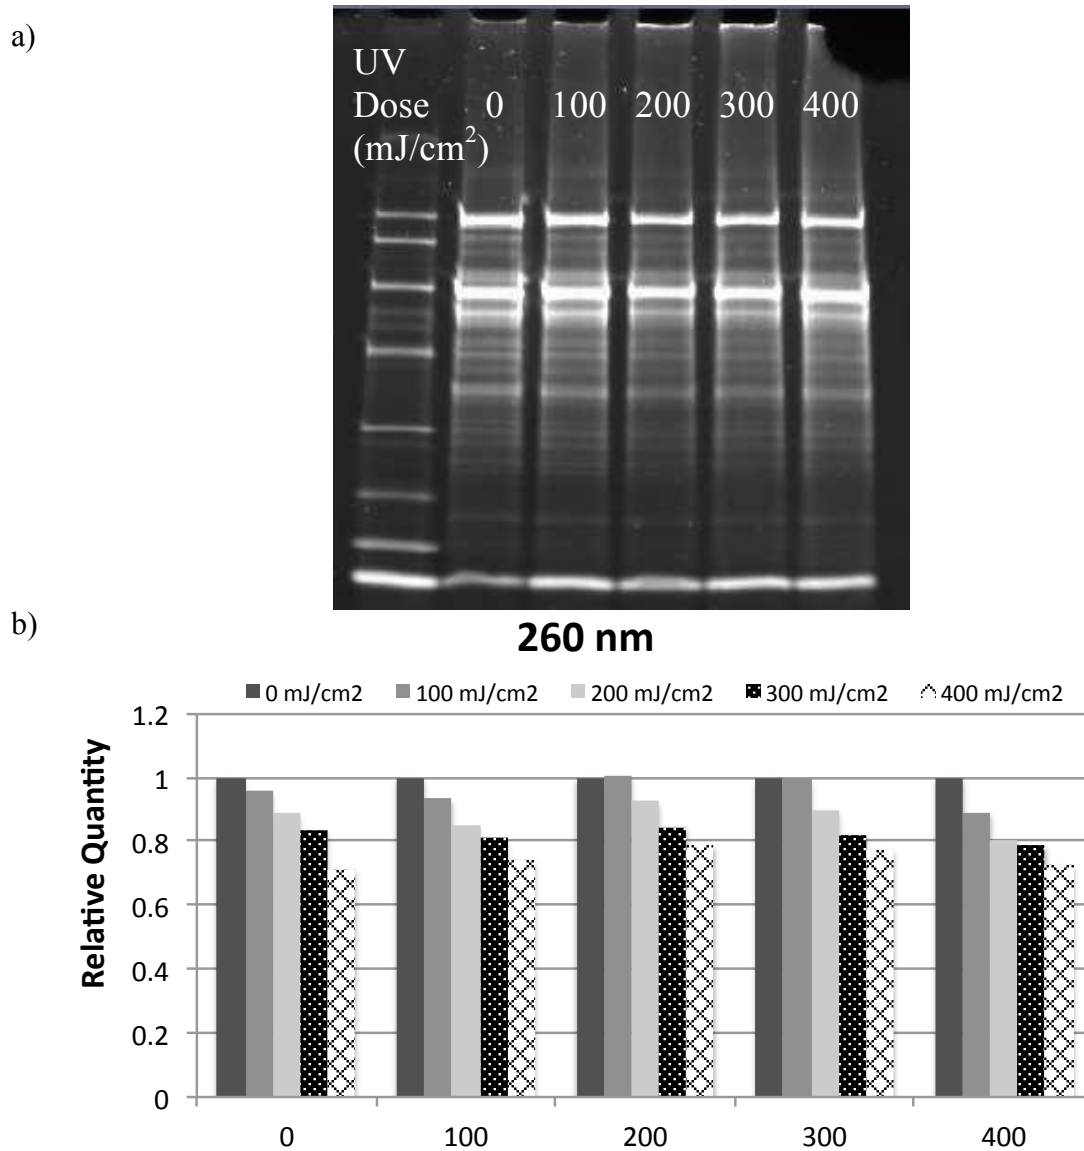 a)
UV
Dose 0 100 200 300 400
(mJ/cm2)
b)
260 nm
0 mJ/cm2 100 mJ/cm2 200 mJ/cm2 300 mJ/cm2 400 mJ/cm2
1.2
1
0.8
0.6
0.4
0.2
0
Relative Quantity
0 100 200 300 400